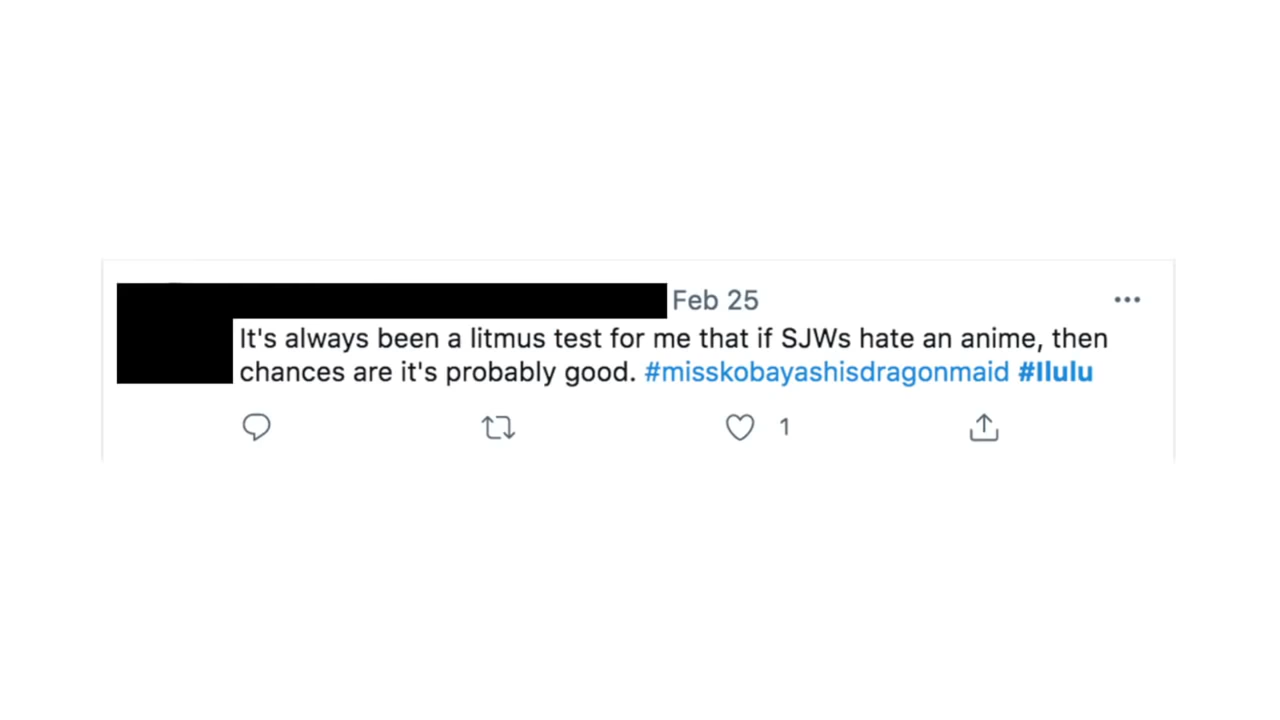 Feb 25
It's always been a litmus test for me that if SJWs hate an anime, then
chances are it's probably good. #misskobayashisdragonmaid #Ilulu
1